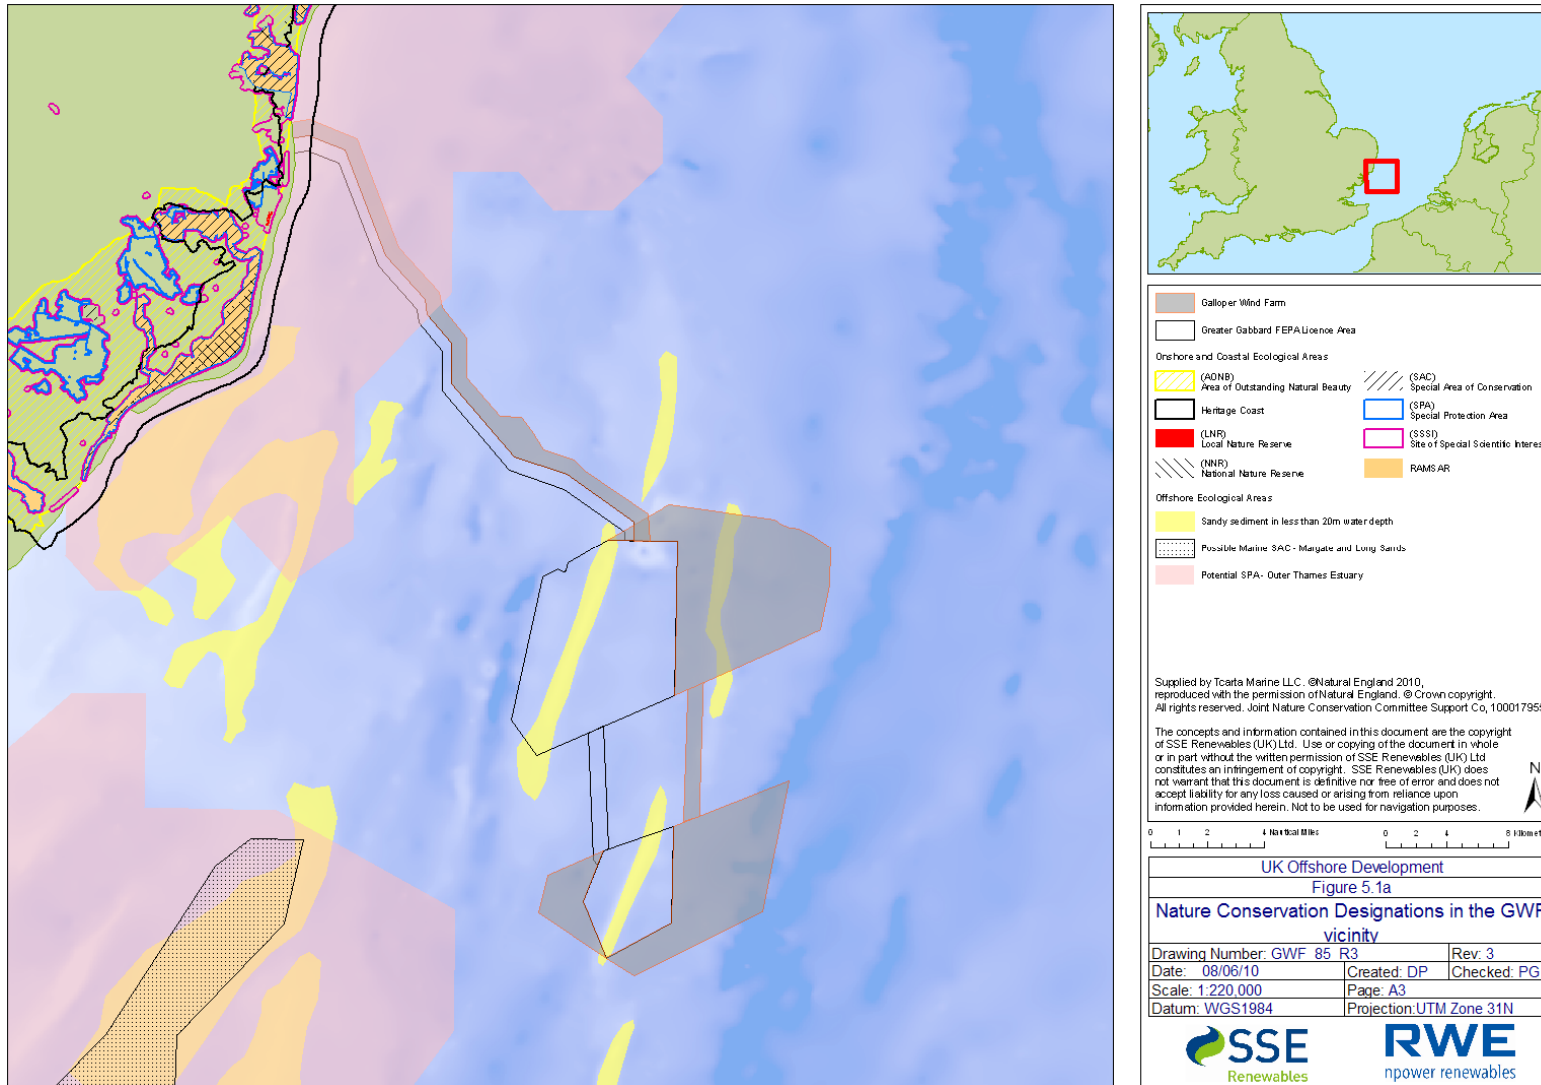 Galloper Wind Farm
Greater Gabbard FEPA Licence Area
Onshore and Coastal Ecological Areas
(AONB)
Area of Outstanding Natural Beauty
(SAC)
Special Area of Conservation
Heritage Coast
(SPA)
Special Protection Area
(LNR)
Local Nature Reserve
(SSSI)
Site of Special Scientific Interes
(NNR)
National Nature Reserve
RAMSAR
Offshore Ecological Areas
Sandy sediment in less than 20m water depth
Possible Marine SAC - Margate and Long Sands
Potential SPA - Outer Thames Estuary
Supplied by Tcarta Marine LLC. ©Natural England 2010,
reproduced with the permission of Natural England. © Crown copyright.
All rights reserved. Joint Nature Conservation Committee Support Co, 100017955
The concepts and information contained in this document are the copyright
of SSE Renewables (UK) Ltd. Use or copying of the document in whole
or in part without the written permission of SSE Renewables (UK) Ltd
constitutes an infringement of copyright. SSE Renewables (UK) does
not warrant that this document is definitive nor free of error and does not
accept liability for any loss caused or arising from reliance upon
information provided herein. Not to be used for navigation purposes.
N
0 1 2 4 Nautical Miles
0 2 4 8 Kilomet
UK Offshore Development
Figure 5.1a
Nature Conservation Designations in the GWF
vicinity
Drawing Number: GWF_85_R3 Rev: 3
Date: 08/06/10 Created: DP Checked: PG
Scale: 1:220,000 Page: A3
Datum: WGS1984 Projection:UTM Zone 31N
SSE
Renewables
RWE
npower renewables